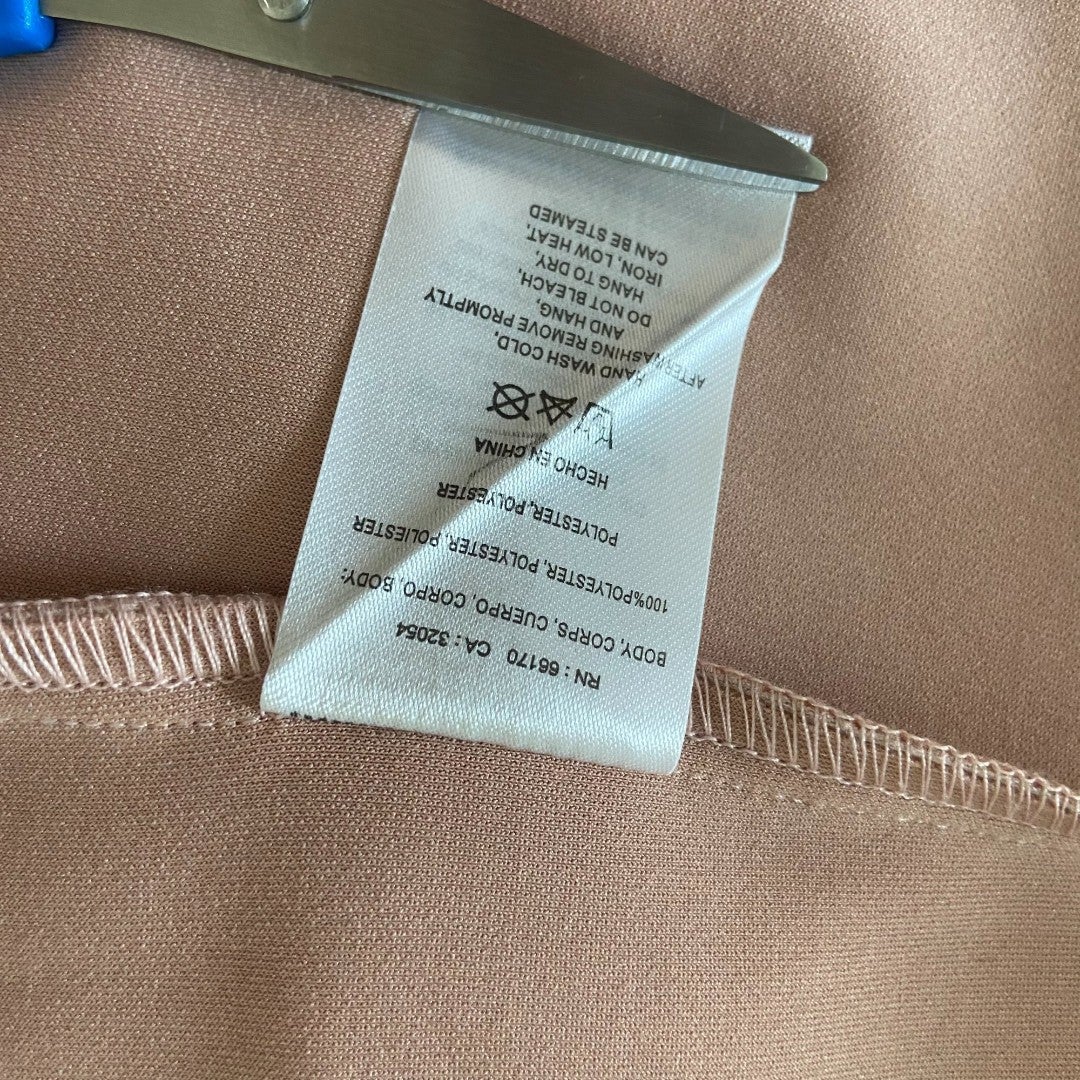 RN : 66170 CA : 32054
BODY, CORPS, CUERPO, CORPO, BODY:
100%POLYESTER, POLYESTER, POLIESTER
POLYESTER, POLYESTER
HECHO EN CHINA
HAND WASH COLD,
AFTER WASHING REMOVE PROMPTLY
AND HANG,
DO NOT BLEACH,
HANG TO DRY,
IRON, LOW HEAT,
CAN BE STEAMED